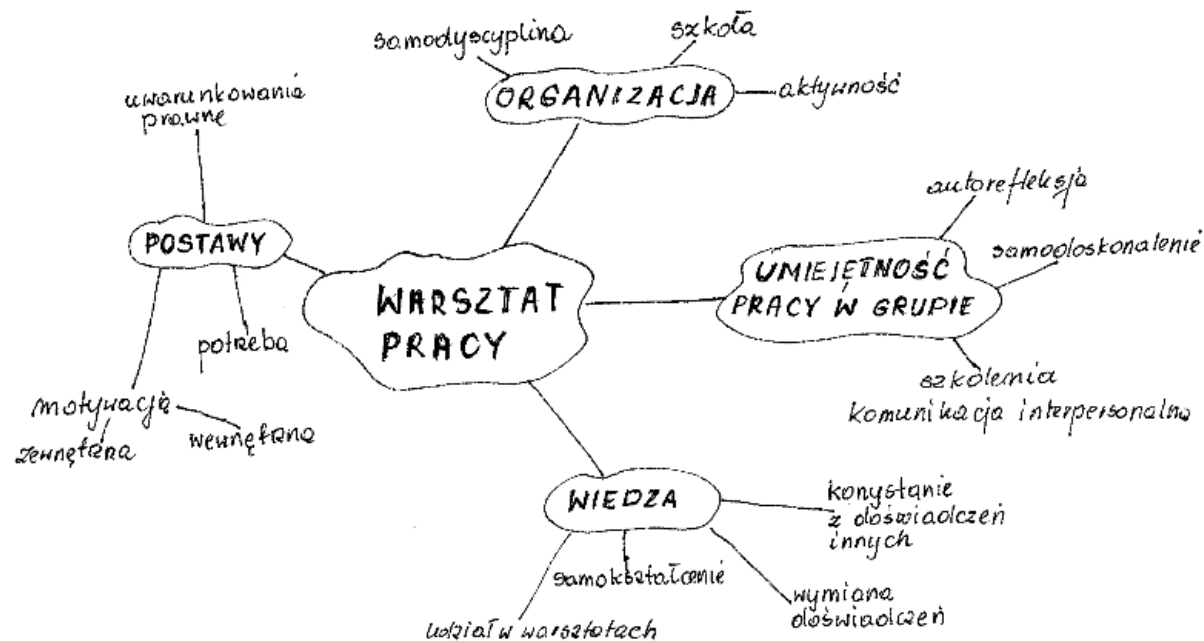 samodyscyplina
szkoła
ORGANIZACJA
aktywność
uwarunkowania
prawne
POSTAWY
potrzeba
motywacja
zewnętrzna
wewnętrzna
WARSZTAT
PRACY
autorefleksja
UMIEJĘTNOŚĆ
PRACY W GRUPIE
samodoskonalenie
szkolenia
komunikacja interpersonalna
WIEDZA
korzystanie
z doświadczeń
innych
samokształcenie
wymiana
doświadczeń
udział w warsztatach